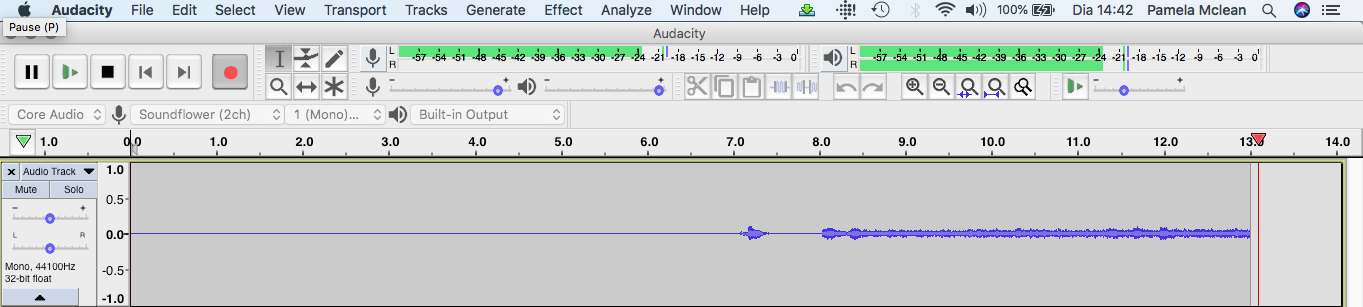 Audacity File Edit Select View Transport Tracks Generate Effect Analyze Window Help 100% Dia 14:42 Pamela Mclean
Pause (P)
Audacity
L R -57 -54 -51 -48 -45 -42 -39 -36 -33 -30 -27 -24 -21 -18 -15 -12 -9 -6 -3 0
L R -57 -54 -51 -48 -45 -42 -39 -36 -33 -30 -27 -24 -21 -18 -15 -12 -9 -6 -3 0
Core Audio Soundflower (2ch) 1 (Mono)... Built-in Output
1.0 0.0 1.0 2.0 3.0 4.0 5.0 6.0 7.0 8.0 9.0 10.0 11.0 12.0 13.0 14.0
Audio Track
Mute Solo
- +
L R
Mono, 44100Hz
32-bit float
1.0
0.5-
0.0-
-0.5-
-1.0